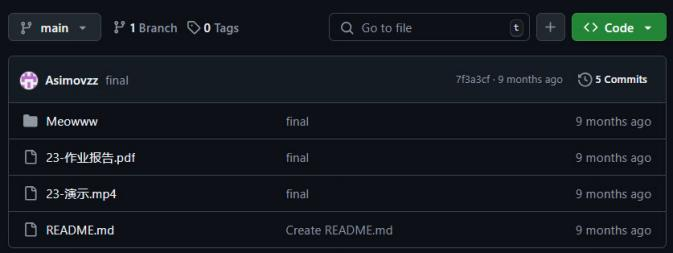 main 1 Branch 0 Tags Go to file t + Code
Asimovzz final 7f3a3cf · 9 months ago 5 Commits
Meowww final 9 months ago
23-作业报告.pdf final 9 months ago
23-演示.mp4 final 9 months ago
README.md Create README.md 9 months ago